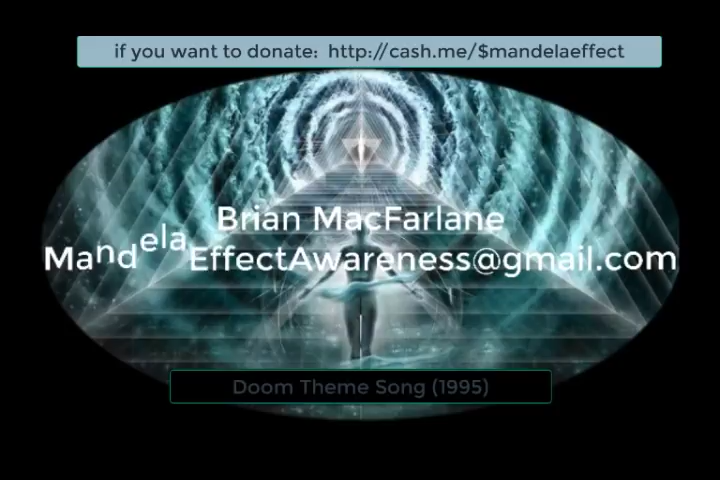 if you want to donate: http://cash.me/$mandelaeffect
Brian MacFarlane
MandelaEffectAwareness@gmail.com
Doom Theme Song (1995)